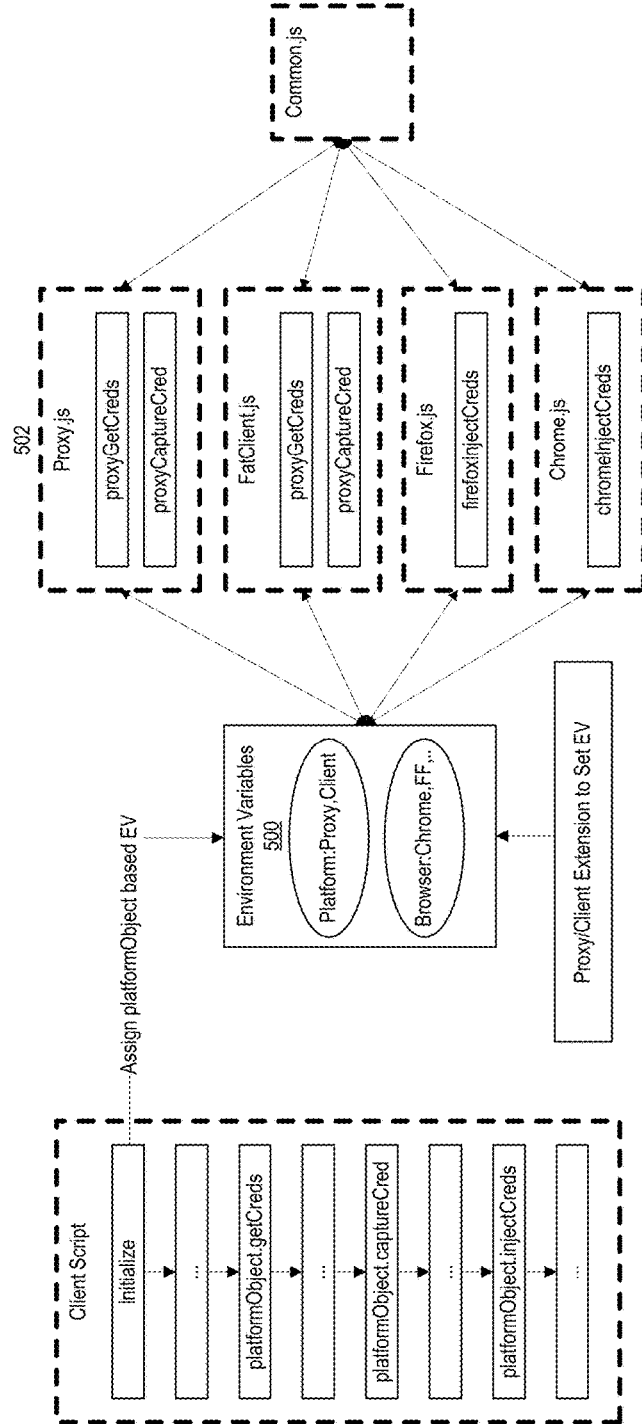 Client Script
initialize
...
platformObject.getCreds
...
platformObject.captureCred
...
platformObject.injectCreds
...
Assign platformObject based EV
Environment Variables
500
Platform:Proxy,Client
Browser:Chrome,FF,..
Proxy/Client Extension to Set EV
502
Proxy.js
proxyGetCreds
proxyCaptureCred
FatClient.js
proxyGetCreds
proxyCaptureCred
Firefox.js
firefoxInjectCreds
Chrome.js
chromeInjectCreds
Common.js